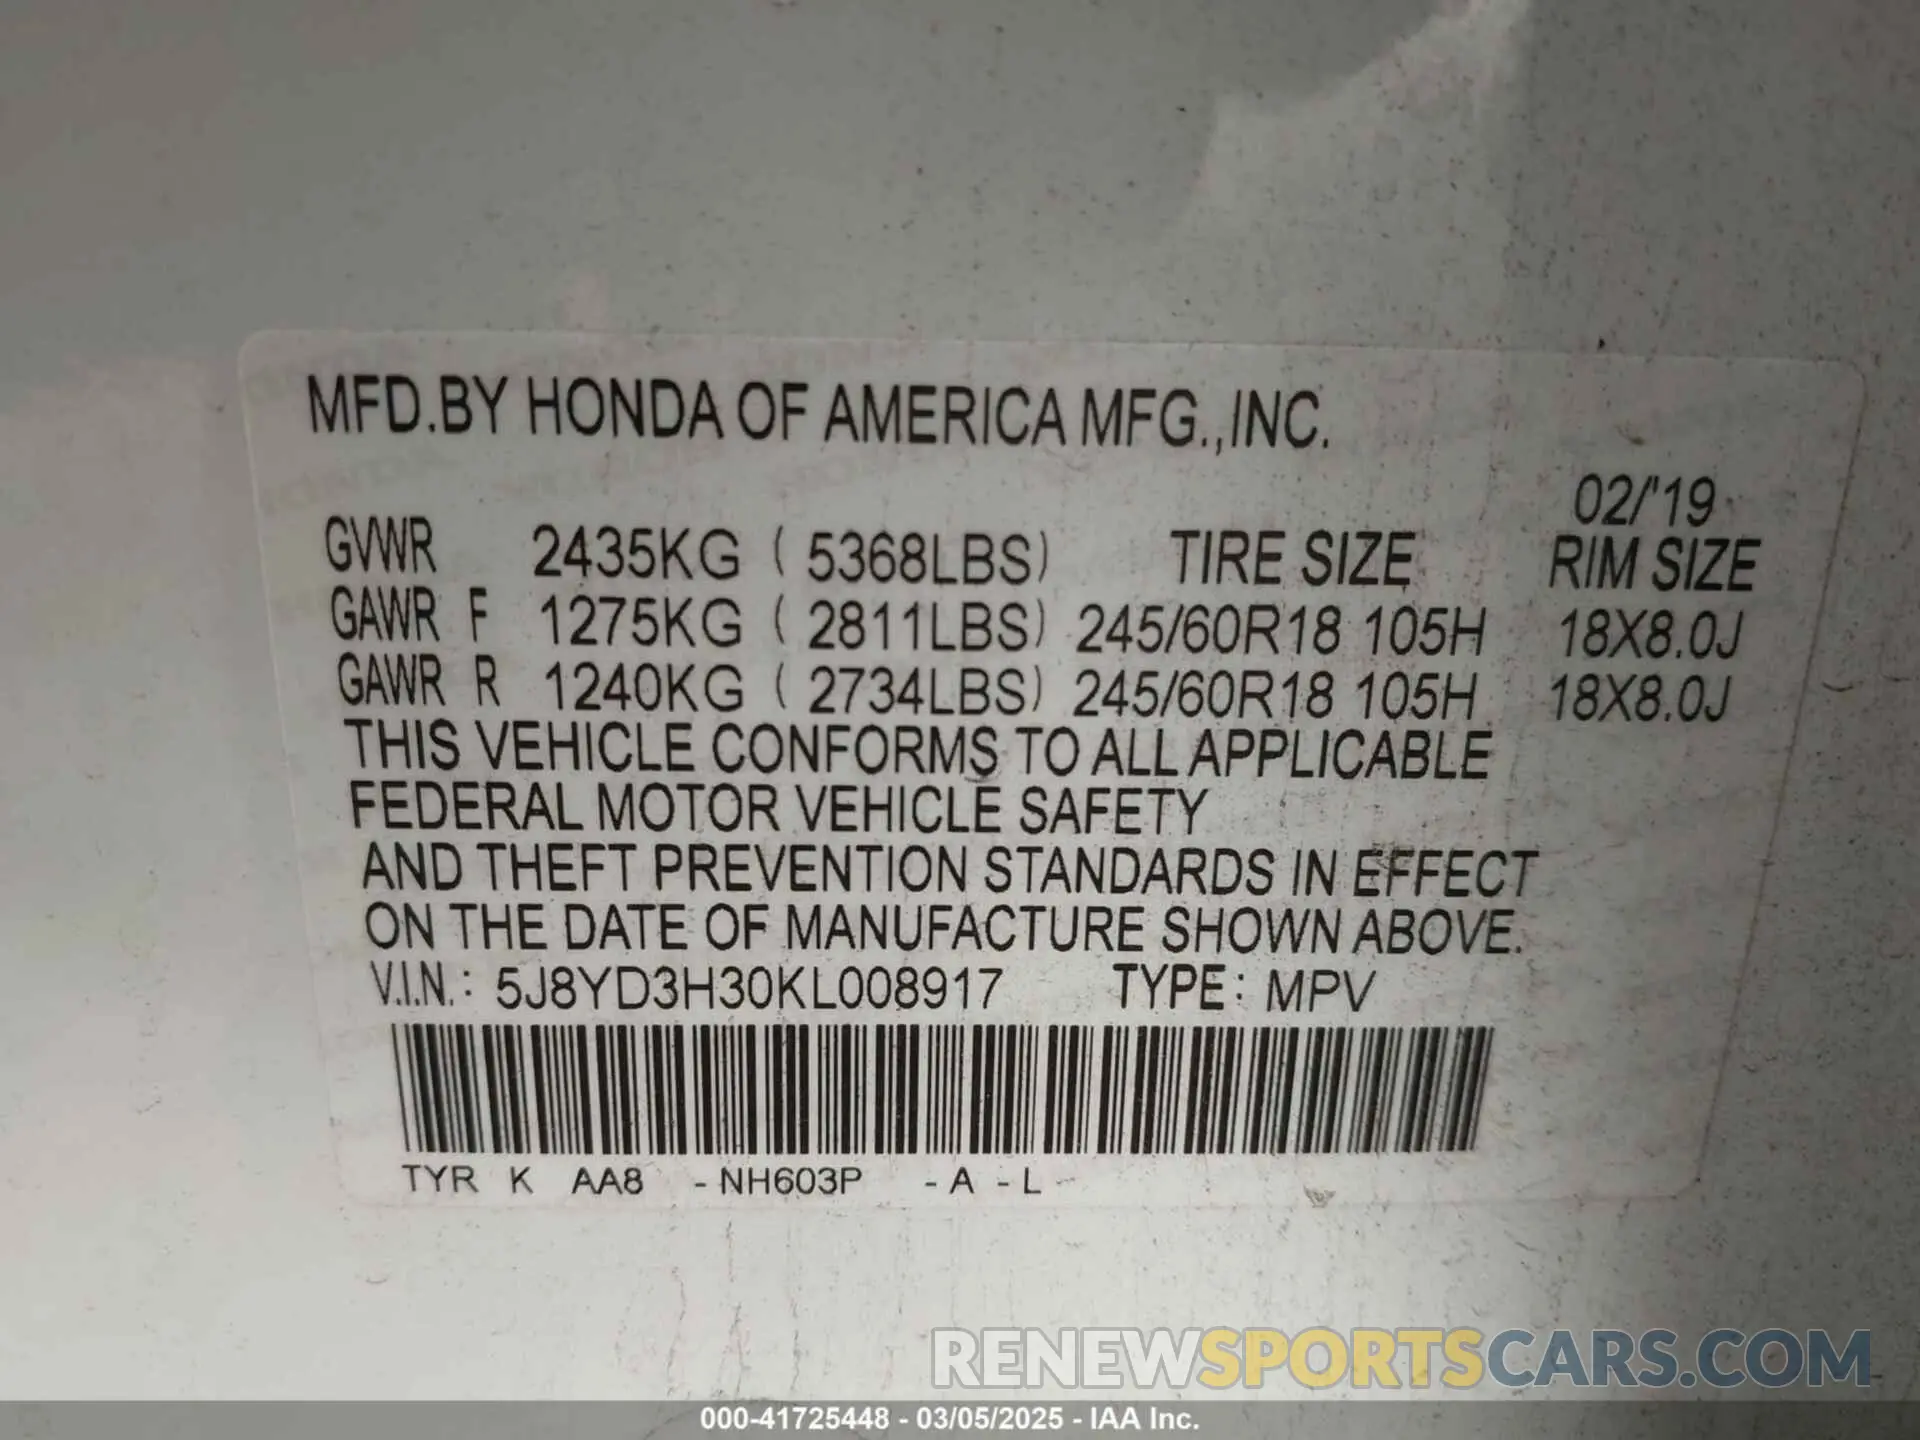 MFD.BY HONDA OF AMERICA MFG.,INC.
02/'19
GVWR 2435KG ( 5368LBS) TIRE SIZE RIM SIZE
GAWR F 1275KG ( 2811LBS) 245/60R18 105H 18X8.0J
GAWR R 1240KG ( 2734LBS) 245/60R18 105H 18X8.0J
THIS VEHICLE CONFORMS TO ALL APPLICABLE
FEDERAL MOTOR VEHICLE SAFETY
AND THEFT PREVENTION STANDARDS IN EFFECT
ON THE DATE OF MANUFACTURE SHOWN ABOVE.
V.I.N.: 5J8YD3H30KL008917 TYPE: MPV
TYR K AA8 -NH603P -A -L
RENEWSPORTSCARS.COM
000-41725448 - 03/05/2025 - IAA Inc.